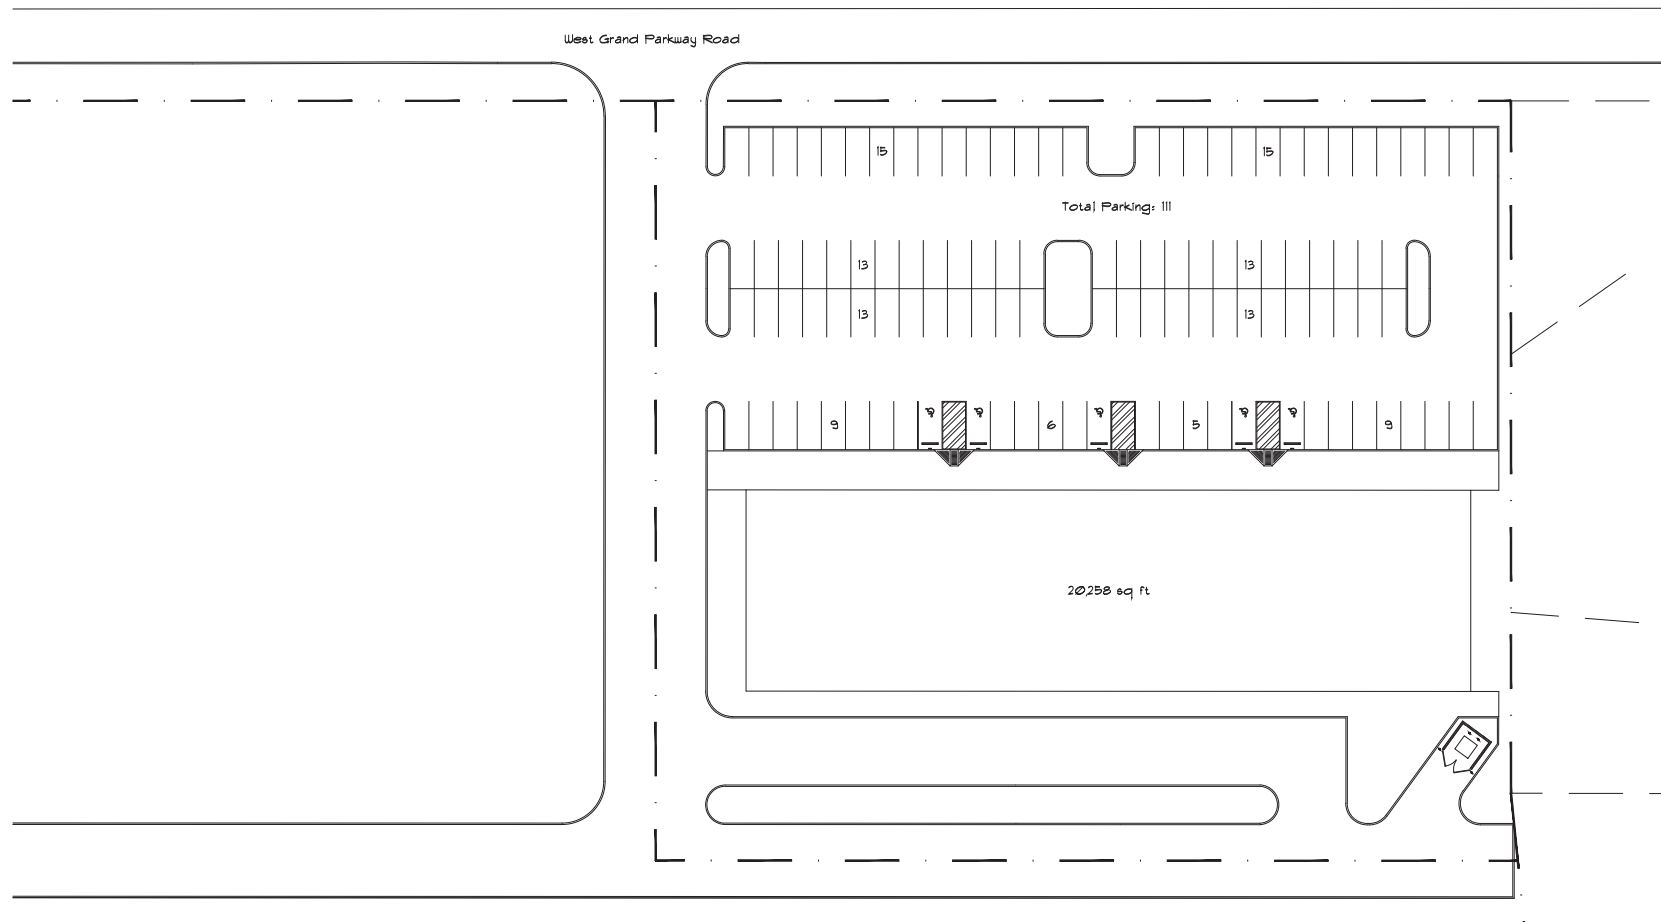 West Grand Parkway Road
15 15
Total Parking: 111
13 13
13 13
9 6 5 9
20,258 sq ft